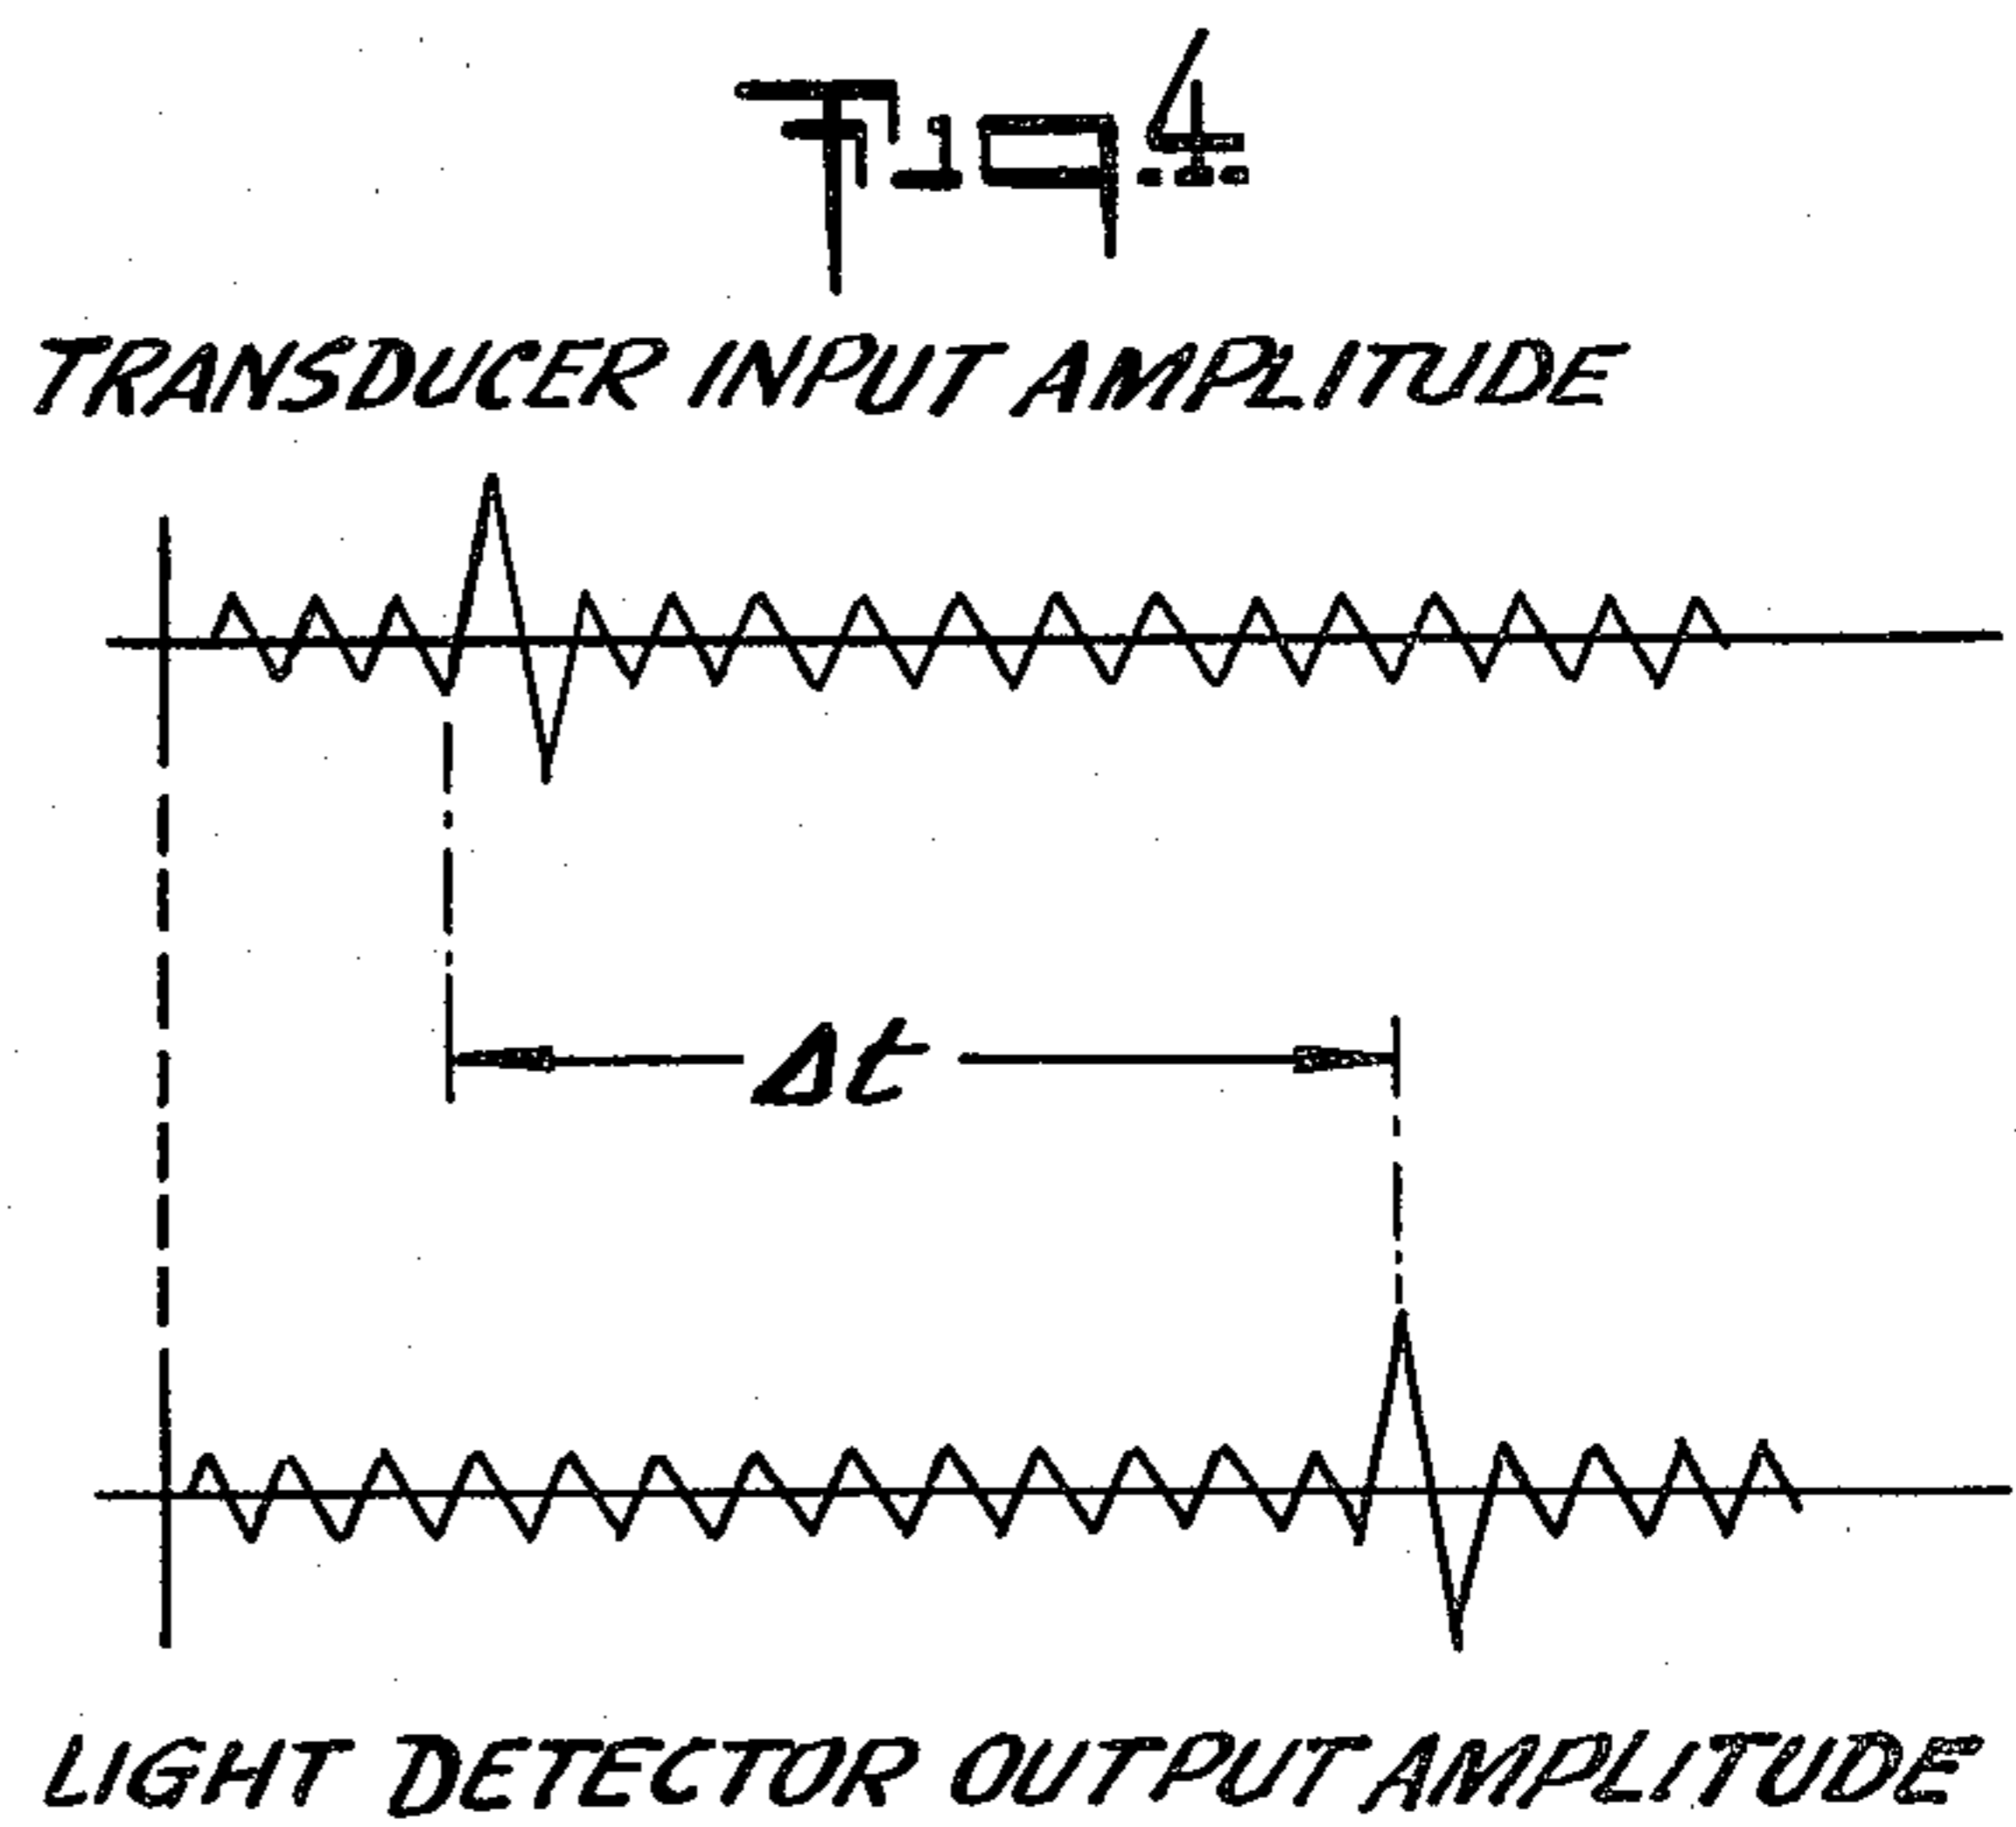 Fig. 4.
TRANSDUCER INPUT AMPLITUDE
Δt
LIGHT DETECTOR OUTPUT AMPLITUDE